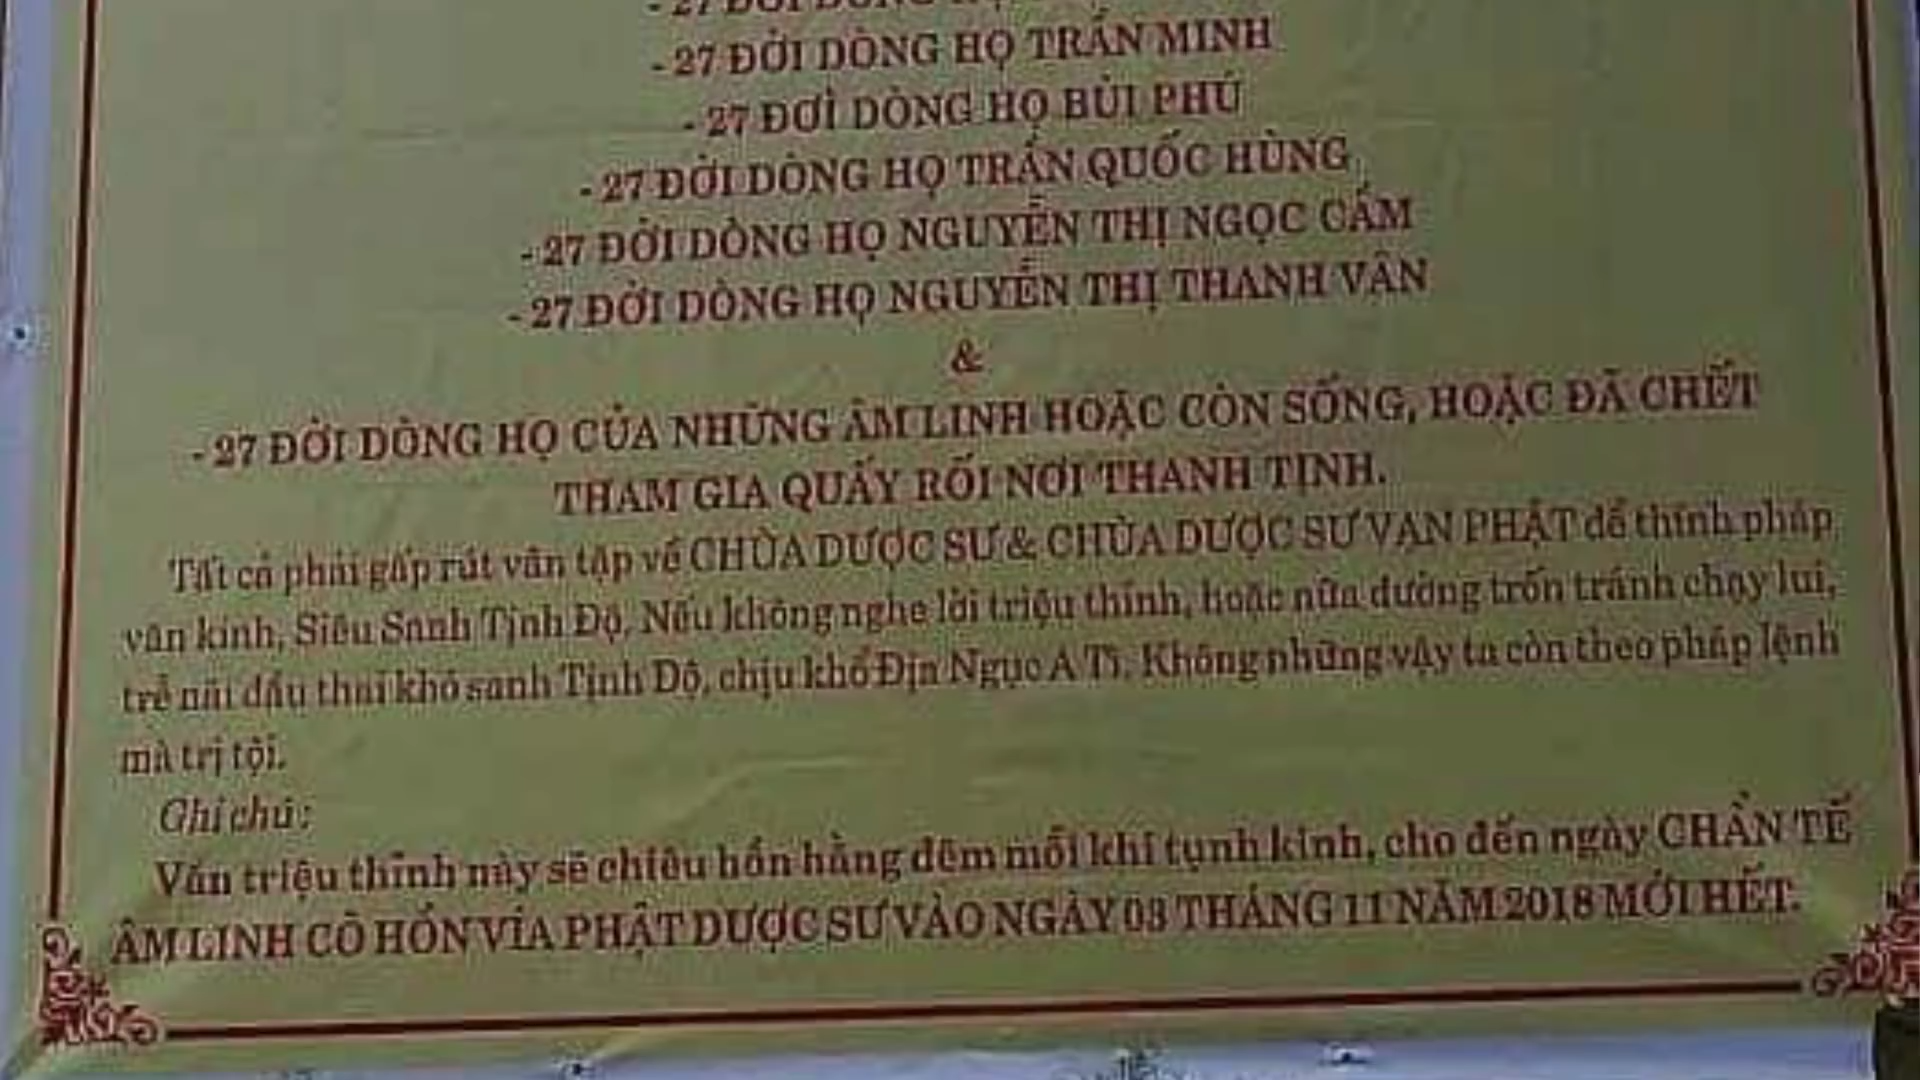 - 27 ĐỜI DÒNG HỌ
- 27 ĐỜI DÒNG HỌ TRẦN MINH
- 27 ĐƠÌ DÒNG HỌ BÙI PHÚ
- 27 ĐỜI DÒNG HỌ TRẦN QUỐC HÙNG
- 27 ĐỜI DÒNG HỌ NGUYỄN THỊ NGỌC CẨM
- 27 ĐỜI DÒNG HỌ NGUYỄN THỊ THANH VÂN
&
- 27 ĐỜI DÒNG HỌ CỦA NHỮNG ÂM LINH HOẶC CÒN SỐNG, HOẶC ĐÃ CHẾT
THAM GIA QUẤY RỐI NƠI THANH TỊNH.
Tất cả phải gấp rút vân tập về CHÙA DƯỢC SƯ & CHÙA DƯỢC SƯ VẠN PHẬT để thính pháp
văn kinh, Siêu Sanh Tịnh Độ, Nếu không nghe lời triệu thỉnh, hoặc nữa đường trốn tránh chạy lui,
trễ nãi đầu thai khó sanh Tịnh Độ, chịu khổ Địa Ngục A Tì. Không những vậy ta còn theo pháp lệnh
mà trị tội.
Ghi chú :
Văn triệu thỉnh này sẽ chiêu hồn hằng đêm mỗi khi tụnh kinh, cho đến ngày CHẨN TẾ
ÂM LINH CÔ HỒN VÍA PHẬT DƯỢC SƯ VÀO NGÀY 03 THÁNG 11 NĂM 2018 MỚI HẾT.